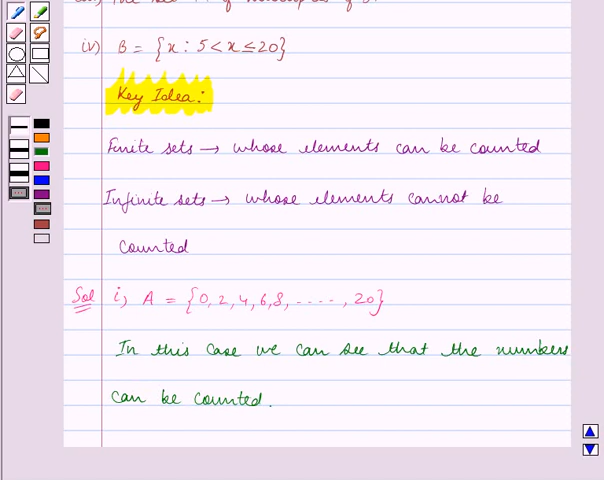 iv) B = {x : 5 < x ≤ 20}
Key Idea:
Finite sets → whose elements can be counted
Infinite sets → whose elements cannot be
counted
Sol i, A = {0, 2, 4, 6, 8, ....., 20}
In this case we can see that the numbers
can be counted.